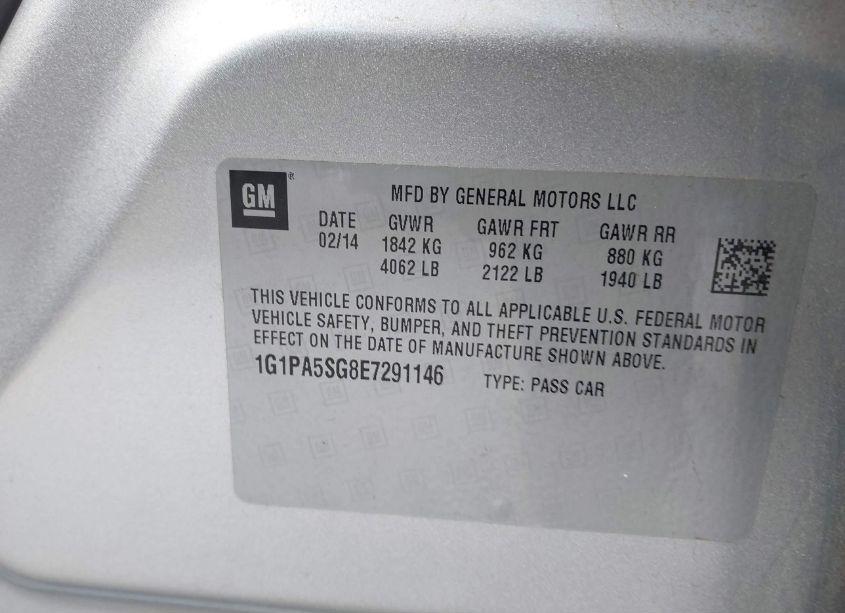 GM®
MFD BY GENERAL MOTORS LLC
DATE GVWR GAWR FRT GAWR RR
02/14 1842 KG 962 KG 880 KG
4062 LB 2122 LB 1940 LB
THIS VEHICLE CONFORMS TO ALL APPLICABLE U.S. FEDERAL MOTOR
VEHICLE SAFETY, BUMPER, AND THEFT PREVENTION STANDARDS IN
EFFECT ON THE DATE OF MANUFACTURE SHOWN ABOVE.
1G1PA5SG8E7291146 TYPE: PASS CAR